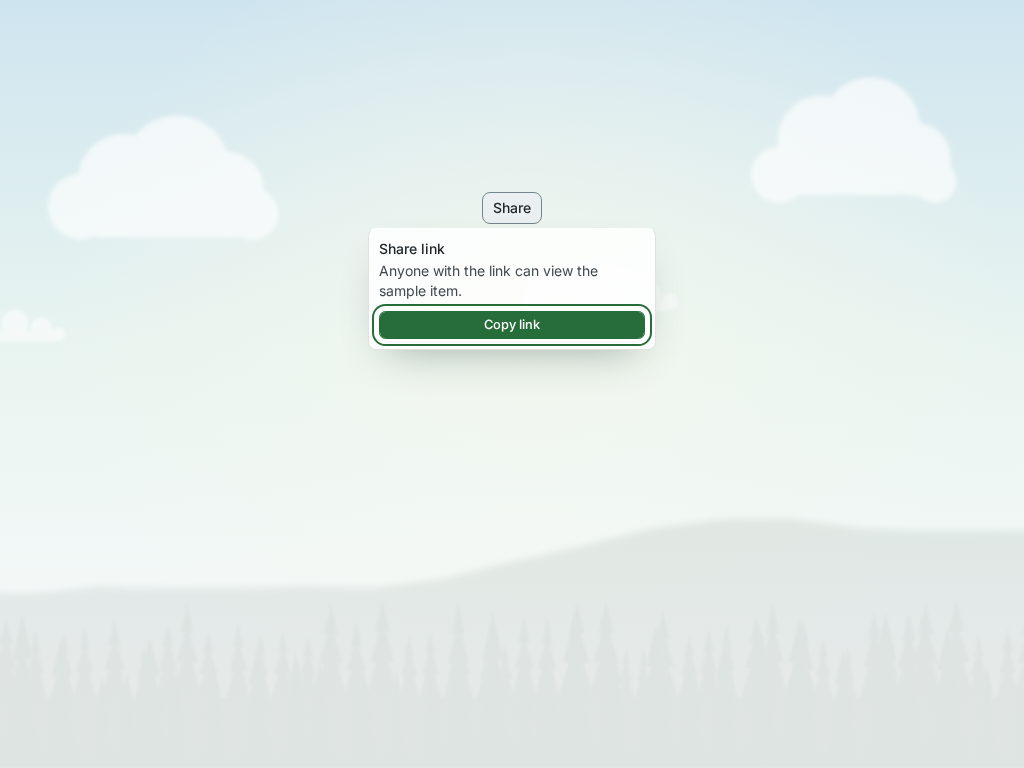 Share
Share link
Anyone with the link can view the
sample item.
Copy link